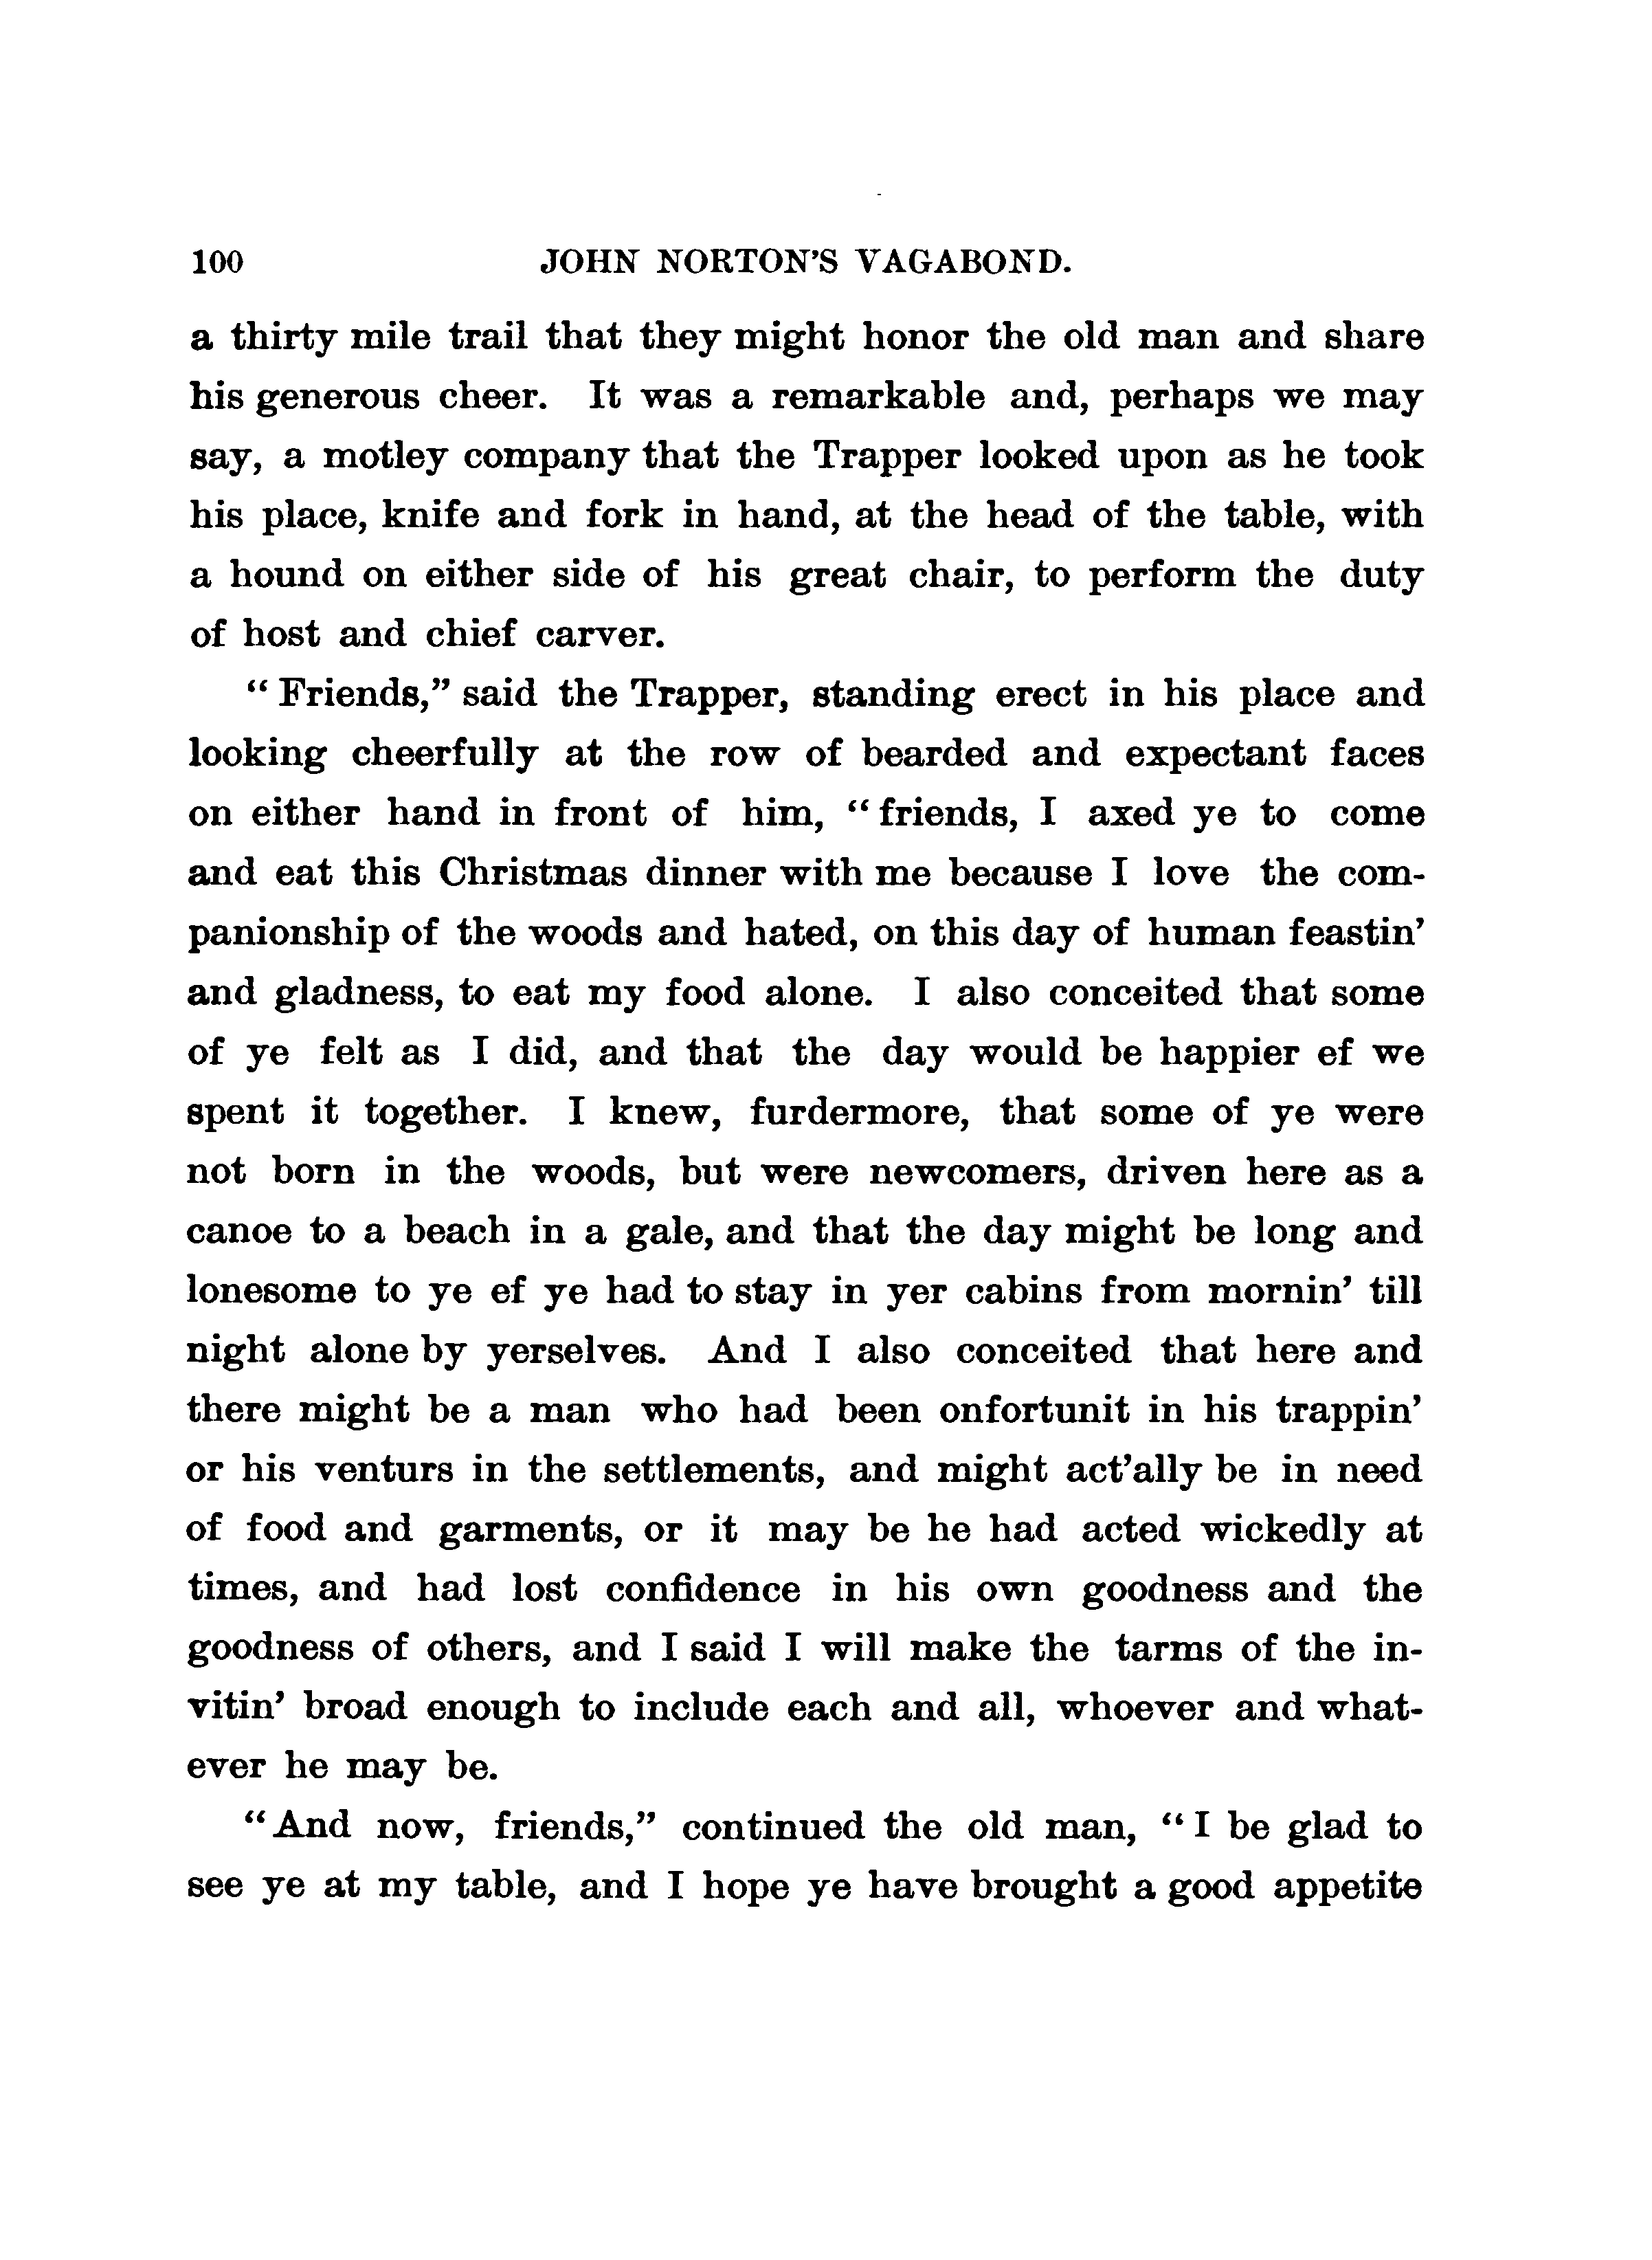 100 JOHN NORTON'S VAGABOND.
a thirty mile trail that they might honor the old man and share
his generous cheer. It was a remarkable and, perhaps we may
say, a motley company that the Trapper looked upon as he took
his place, knife and fork in hand, at the head of the table, with
a hound on either side of his great chair, to perform the duty
of host and chief carver.
“Friends,” said the Trapper, standing erect in his place and
looking cheerfully at the row of bearded and expectant faces
on either hand in front of him, “friends, I axed ye to come
and eat this Christmas dinner with me because I love the com-
panionship of the woods and hated, on this day of human feastin’
and gladness, to eat my food alone. I also conceited that some
of ye felt as I did, and that the day would be happier ef we
spent it together. I knew, furdermore, that some of ye were
not born in the woods, but were newcomers, driven here as a
canoe to a beach in a gale, and that the day might be long and
lonesome to ye ef ye had to stay in yer cabins from mornin’ till
night alone by yerselves. And I also conceited that here and
there might be a man who had been onfortunit in his trappin’
or his venturs in the settlements, and might act’ally be in need
of food and garments, or it may be he had acted wickedly at
times, and had lost confidence in his own goodness and the
goodness of others, and I said I will make the tarms of the in-
vitin’ broad enough to include each and all, whoever and what-
ever he may be.
“And now, friends,” continued the old man, “I be glad to
see ye at my table, and I hope ye have brought a good appetite